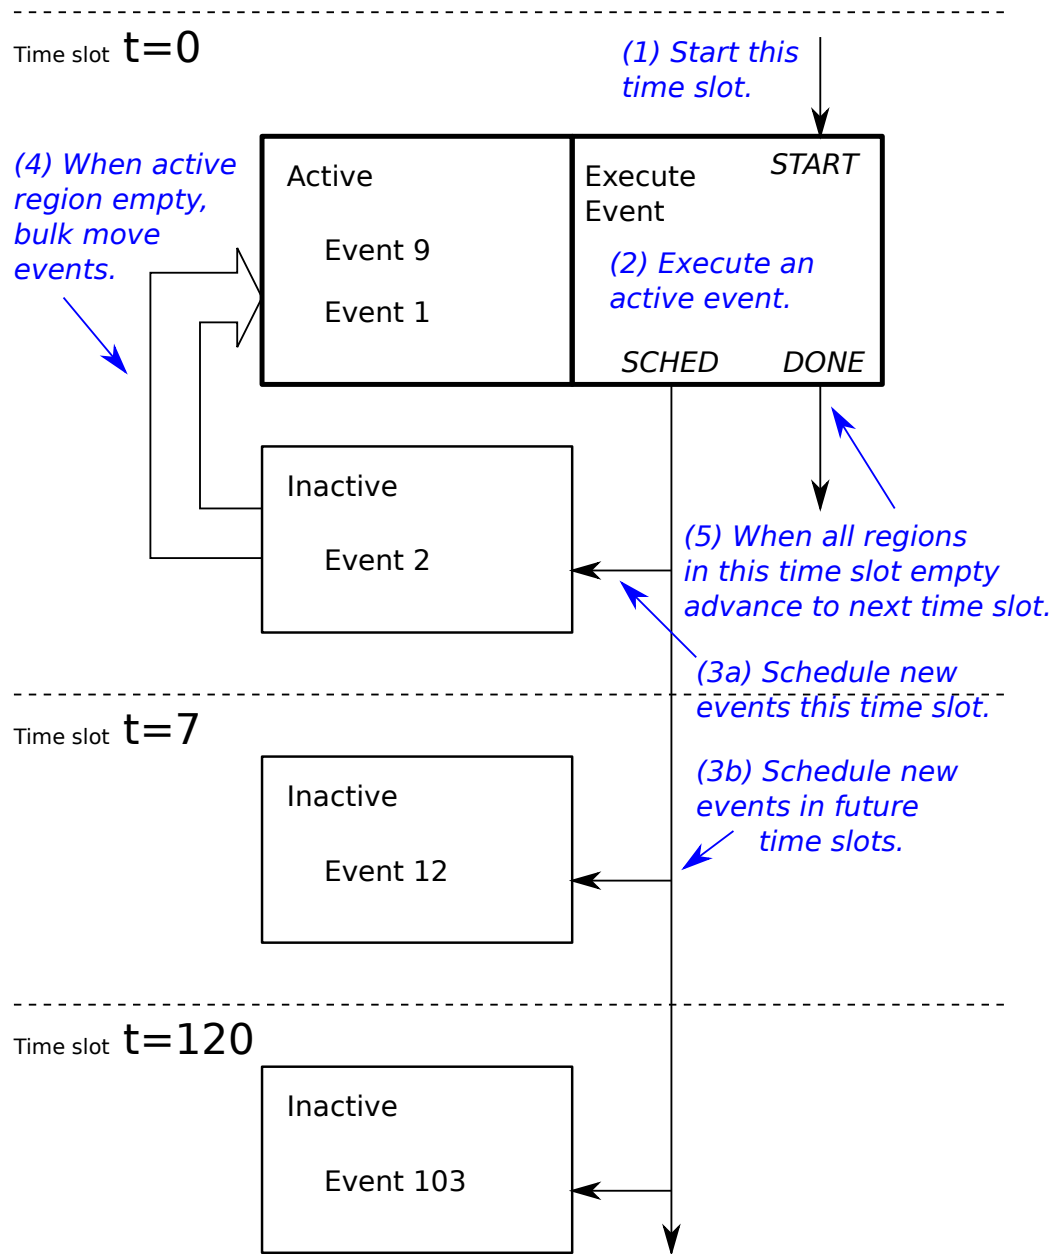 Time slot t=0
(1) Start this
time slot.
(4) When active
region empty,
bulk move
events.
Active
Event 9
Event 1
Execute
Event
START
(2) Execute an
active event.
SCHED
DONE
Inactive
Event 2
(5) When all regions
in this time slot empty
advance to next time slot.
(3a) Schedule new
events this time slot.
Time slot t=7
Inactive
Event 12
(3b) Schedule new
events in future
time slots.
Time slot t=120
Inactive
Event 103